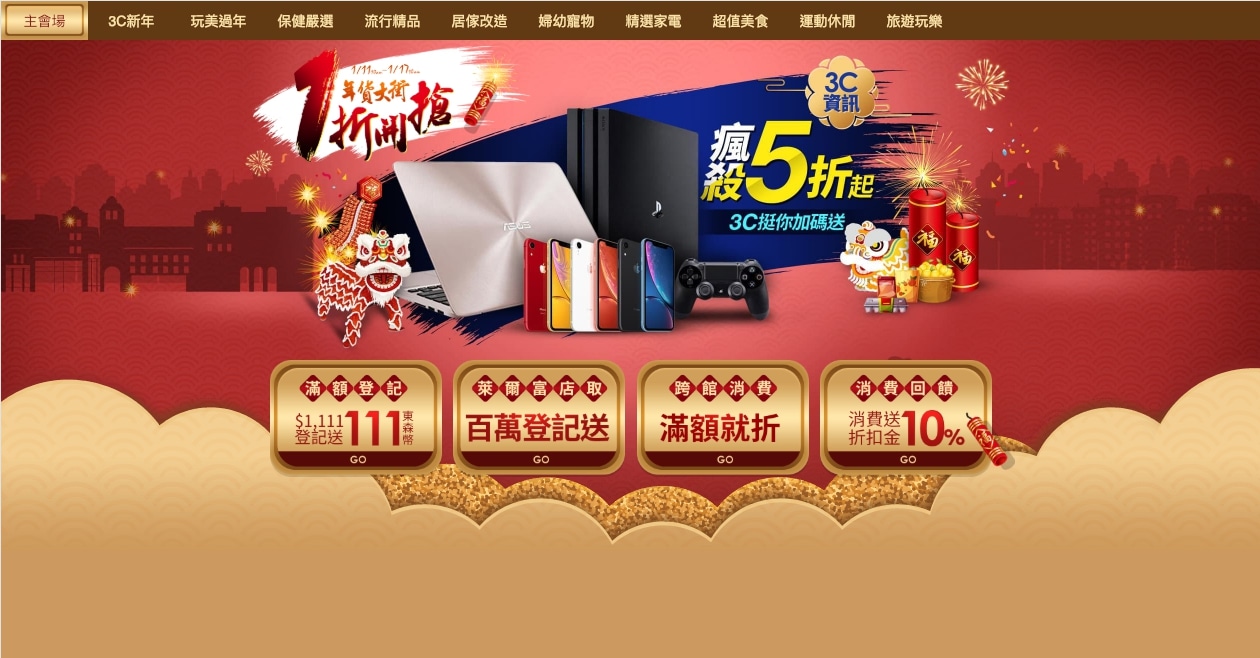 主會場 3C新年 玩美過年 保健嚴選 流行精品 居傢改造 婦幼寵物 精選家電 超值美食 運動休閒 旅遊玩樂
年貨大街
1折開搶
3C
資訊
瘋殺5折起
3C挺你加碼送
ASUS
福
福
滿額登記
$1,111
登記送
111
東森幣
GO
萊爾富店取
百萬登記送
GO
跨館消費
滿額就折
GO
消費回饋
消費送
折扣金
10%
GO